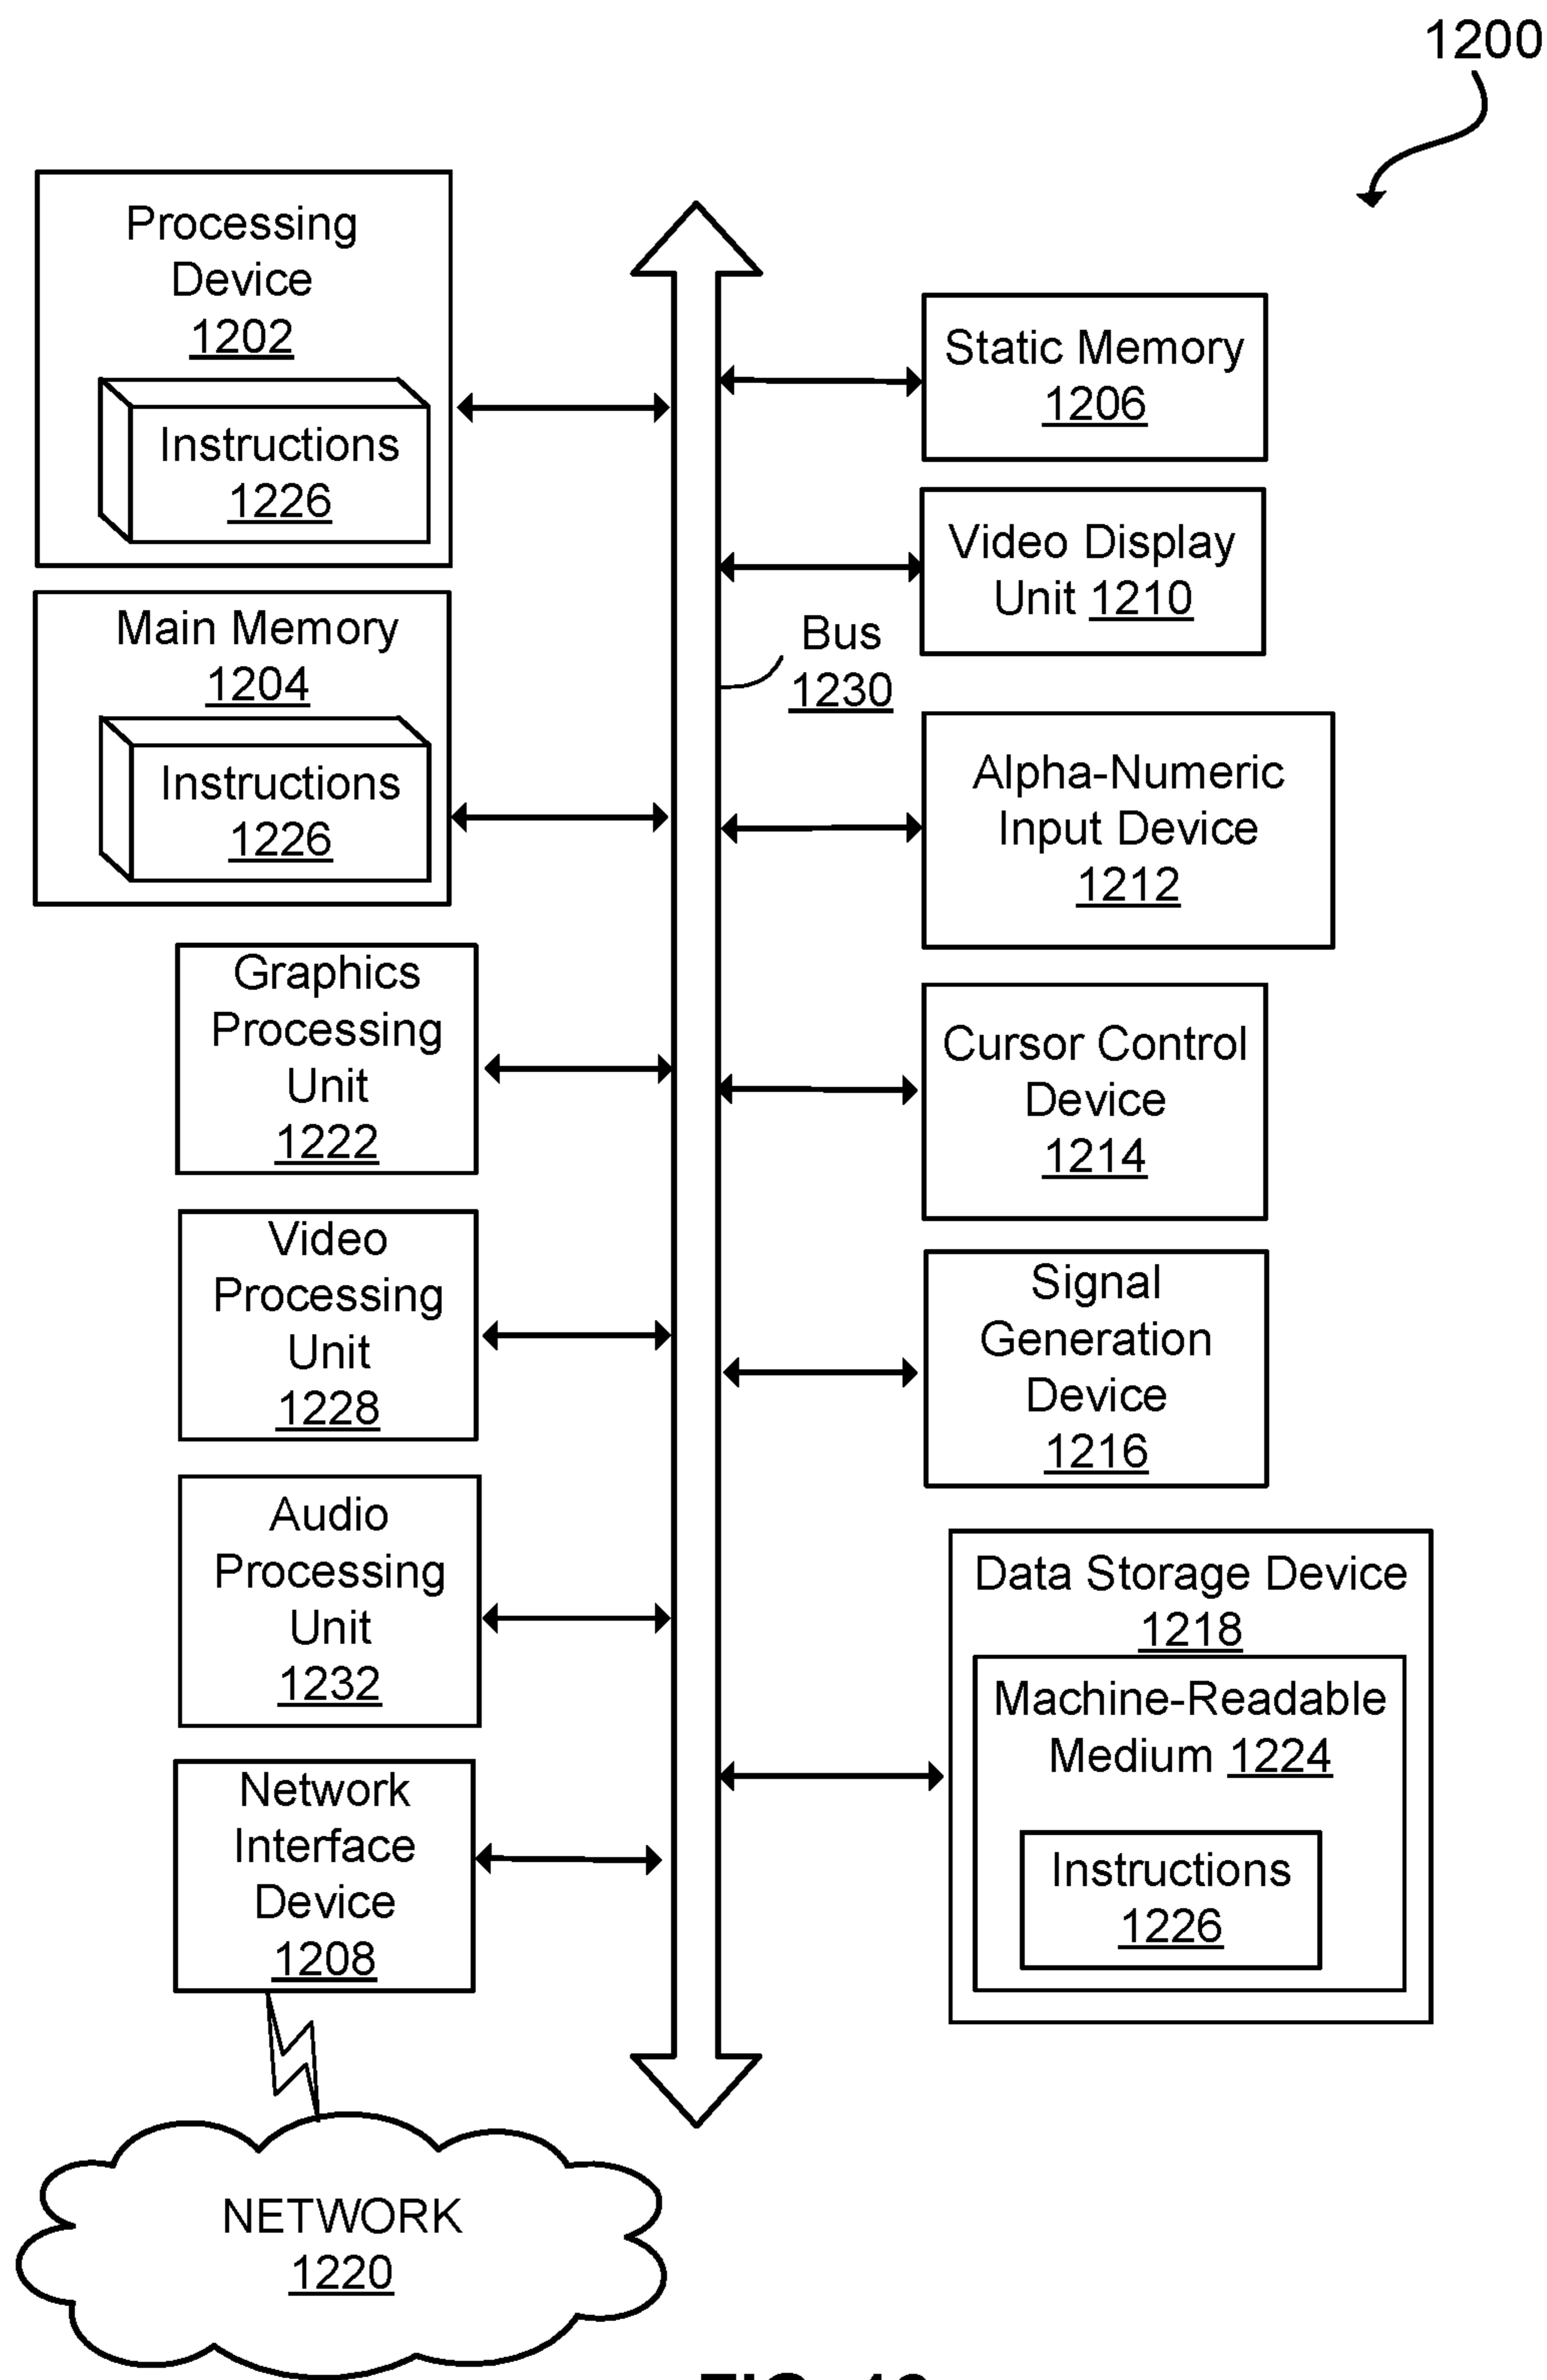 1200
Processing
Device
1202
Instructions
1226
Main Memory
1204
Instructions
1226
Graphics
Processing
Unit
1222
Video
Processing
Unit
1228
Audio
Processing
Unit
1232
Network
Interface
Device
1208
NETWORK
1220
Bus
1230
Static Memory
1206
Video Display
Unit 1210
Alpha-Numeric
Input Device
1212
Cursor Control
Device
1214
Signal
Generation
Device
1216
Data Storage Device
1218
Machine-Readable
Medium 1224
Instructions
1226
FIG.